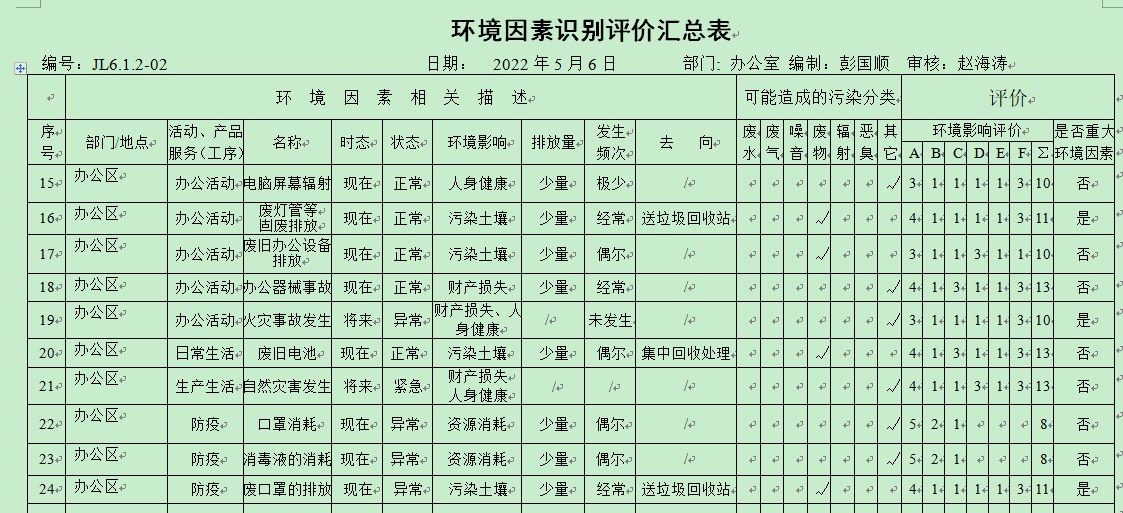 环境因素识别评价汇总表
编号：JL6.1.2-02 日期： 2022 年 5 月 6 日 部门: 办公室 编制：彭国顺 审核：赵海涛
环 境 因 素 相 关 描 述 可能造成的污染分类 评价
序号 部门/地点 活动、产品服务（工序） 名称 时态 状态 环境影响 排放量 发生频次 去 向 废水 废气 噪音 废物 辐射 恶臭 其它 环境影响评价 是否重大环境因素
A B C D E F Σ
15 办公区 办公活动 电脑屏幕辐射 现在 正常 人身健康 少量 极少 / √ 3 1 1 1 1 3 10 否
16 办公区 办公活动 废灯管等固废排放 现在 正常 污染土壤 少量 经常 送垃圾回收站 √ 4 1 1 1 1 3 11 是
17 办公区 办公活动 废旧办公设备排放 现在 正常 污染土壤 少量 偶尔 / √ 3 1 1 3 1 1 10 否
18 办公区 办公活动 办公器械事故 现在 正常 财产损失 少量 经常 / √ 4 1 3 1 1 3 13 否
19 办公区 办公活动 火灾事故发生 将来 异常 财产损失、人身健康 / 未发生 / √ 3 1 1 1 1 3 10 是
20 办公区 日常生活 废旧电池 现在 正常 污染土壤 少量 偶尔 集中回收处理 √ 4 1 3 1 1 3 13 否
21 办公区 生产生活 自然灾害发生 将来 紧急 财产损失人身健康 / / / √ 4 1 1 3 1 3 13 否
22 办公区 防疫 口罩消耗 现在 异常 资源消耗 少量 偶尔 / √ 5 2 1 8 否
23 办公区 防疫 消毒液的消耗 现在 异常 资源消耗 少量 偶尔 / √ 5 2 1 8 否
24 办公区 防疫 废口罩的排放 现在 异常 污染土壤 少量 经常 送垃圾回收站 √ 4 1 1 1 1 3 11 是